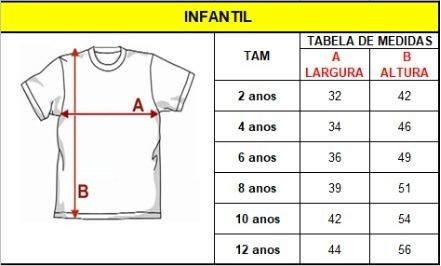 INFANTIL
TAM
TABELA DE MEDIDAS
A
LARGURA
B
ALTURA
A
B
2 anos 32 42
4 anos 34 46
6 anos 36 49
8 anos 39 51
10 anos 42 54
12 anos 44 56